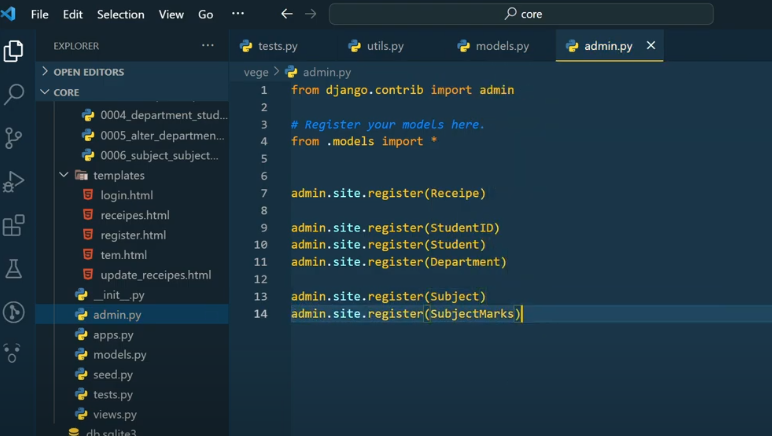 File Edit Selection View Go ··· ← → core
EXPLORER ···
OPEN EDITORS
CORE
0004_department_stud...
0005_alter_departmen...
0006_subject_subject...
templates
login.html
receipes.html
register.html
tem.html
update_receipes.html
__init__.py
admin.py
apps.py
models.py
seed.py
tests.py
views.py
db.sqlite3
tests.py utils.py models.py admin.py ×
vege > admin.py
1 from django.contrib import admin
2
3 # Register your models here.
4 from .models import *
5
6
7 admin.site.register(Receipe)
8
9 admin.site.register(StudentID)
10 admin.site.register(Student)
11 admin.site.register(Department)
12
13 admin.site.register(Subject)
14 admin.site.register(SubjectMarks)